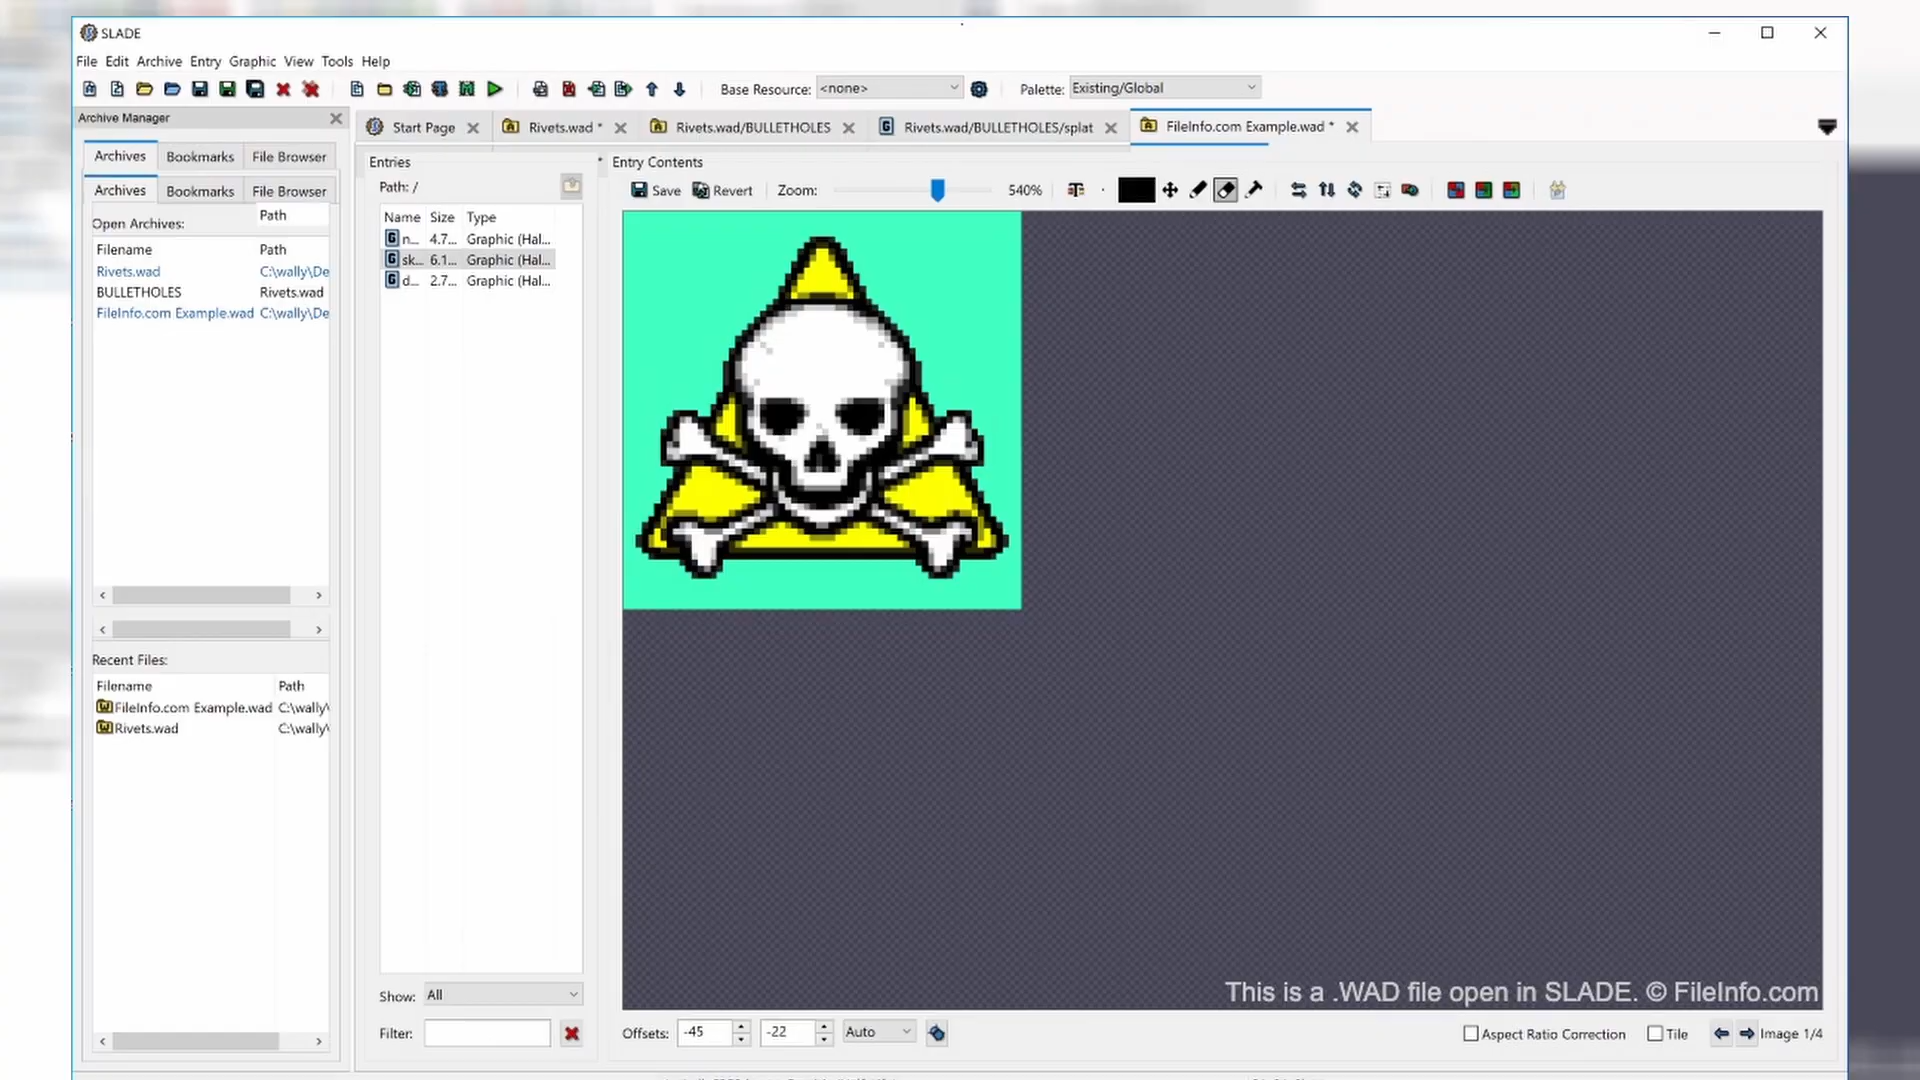 SLADE
File Edit Archive Entry Graphic View Tools Help
Base Resource: <none> Palette: Existing/Global
Archive Manager
Start Page Rivets.wad * Rivets.wad/BULLETHOLES Rivets.wad/BULLETHOLES/splat FileInfo.com Example.wad *
Archives Bookmarks File Browser
Archives Bookmarks File Browser
Path
Open Archives:
Filename Path
Rivets.wad C:\wally\De
BULLETHOLES Rivets.wad
FileInfo.com Example.wad C:\wally\De
Recent Files:
Filename Path
FileInfo.com Example.wad C:\wally\
Rivets.wad C:\wally\
Entries
Path: /
Name Size Type
n... 4.7... Graphic (Hal...
sk... 6.1... Graphic (Hal...
d... 2.7... Graphic (Hal...
Show: All
Filter:
Entry Contents
Save Revert Zoom: 540%
This is a .WAD file open in SLADE. © FileInfo.com
Offsets: -45 -22 Auto
Aspect Ratio Correction Tile Image 1/4